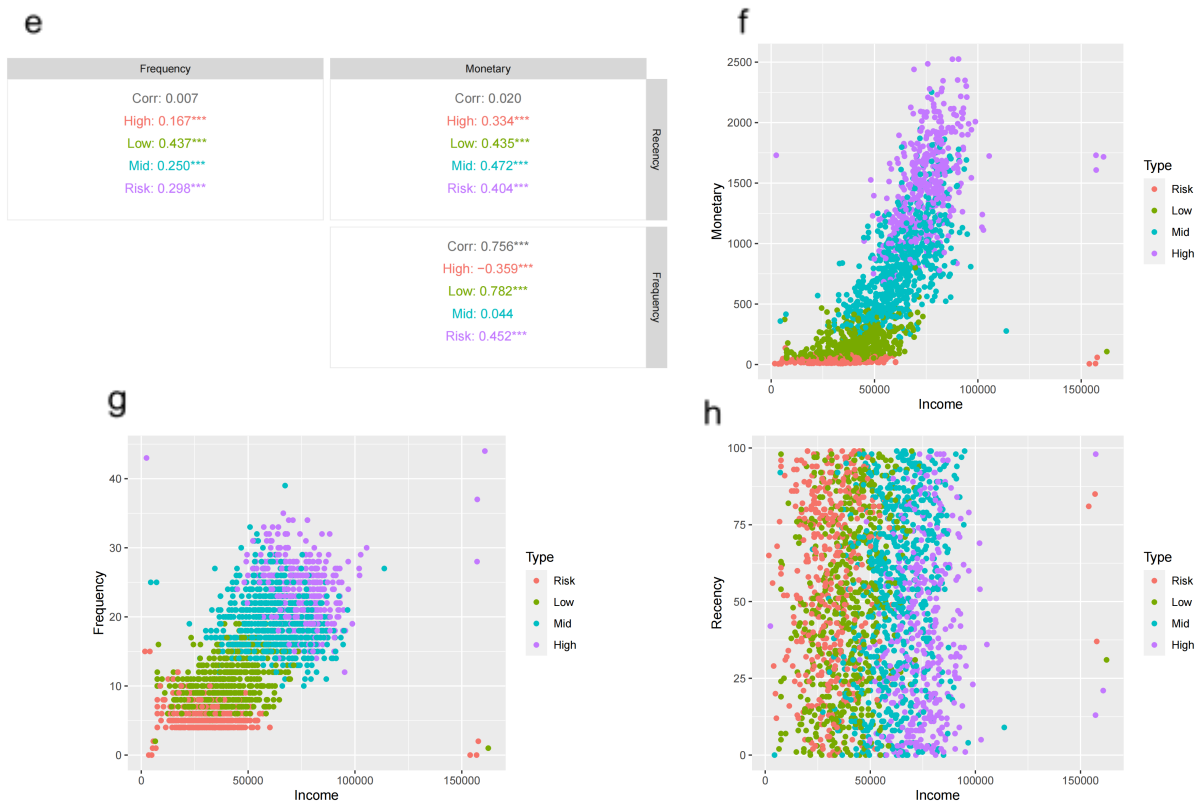 e
Frequency
Monetary
Corr: 0.007
High: 0.167***
Low: 0.437***
Mid: 0.250***
Risk: 0.298***
Corr: 0.020
High: 0.334***
Low: 0.435***
Mid: 0.472***
Risk: 0.404***
Recency
Corr: 0.756***
High: −0.359***
Low: 0.782***
Mid: 0.044
Risk: 0.452***
Frequency
f
Monetary
2500
2000
1500
1000
500
0
0 50000 100000 150000
Income
Type
Risk
Low
Mid
High
g
Frequency
40
30
20
10
0
0 50000 100000 150000
Income
Type
Risk
Low
Mid
High
h
Recency
100
75
50
25
0
0 50000 100000 150000
Income
Type
Risk
Low
Mid
High